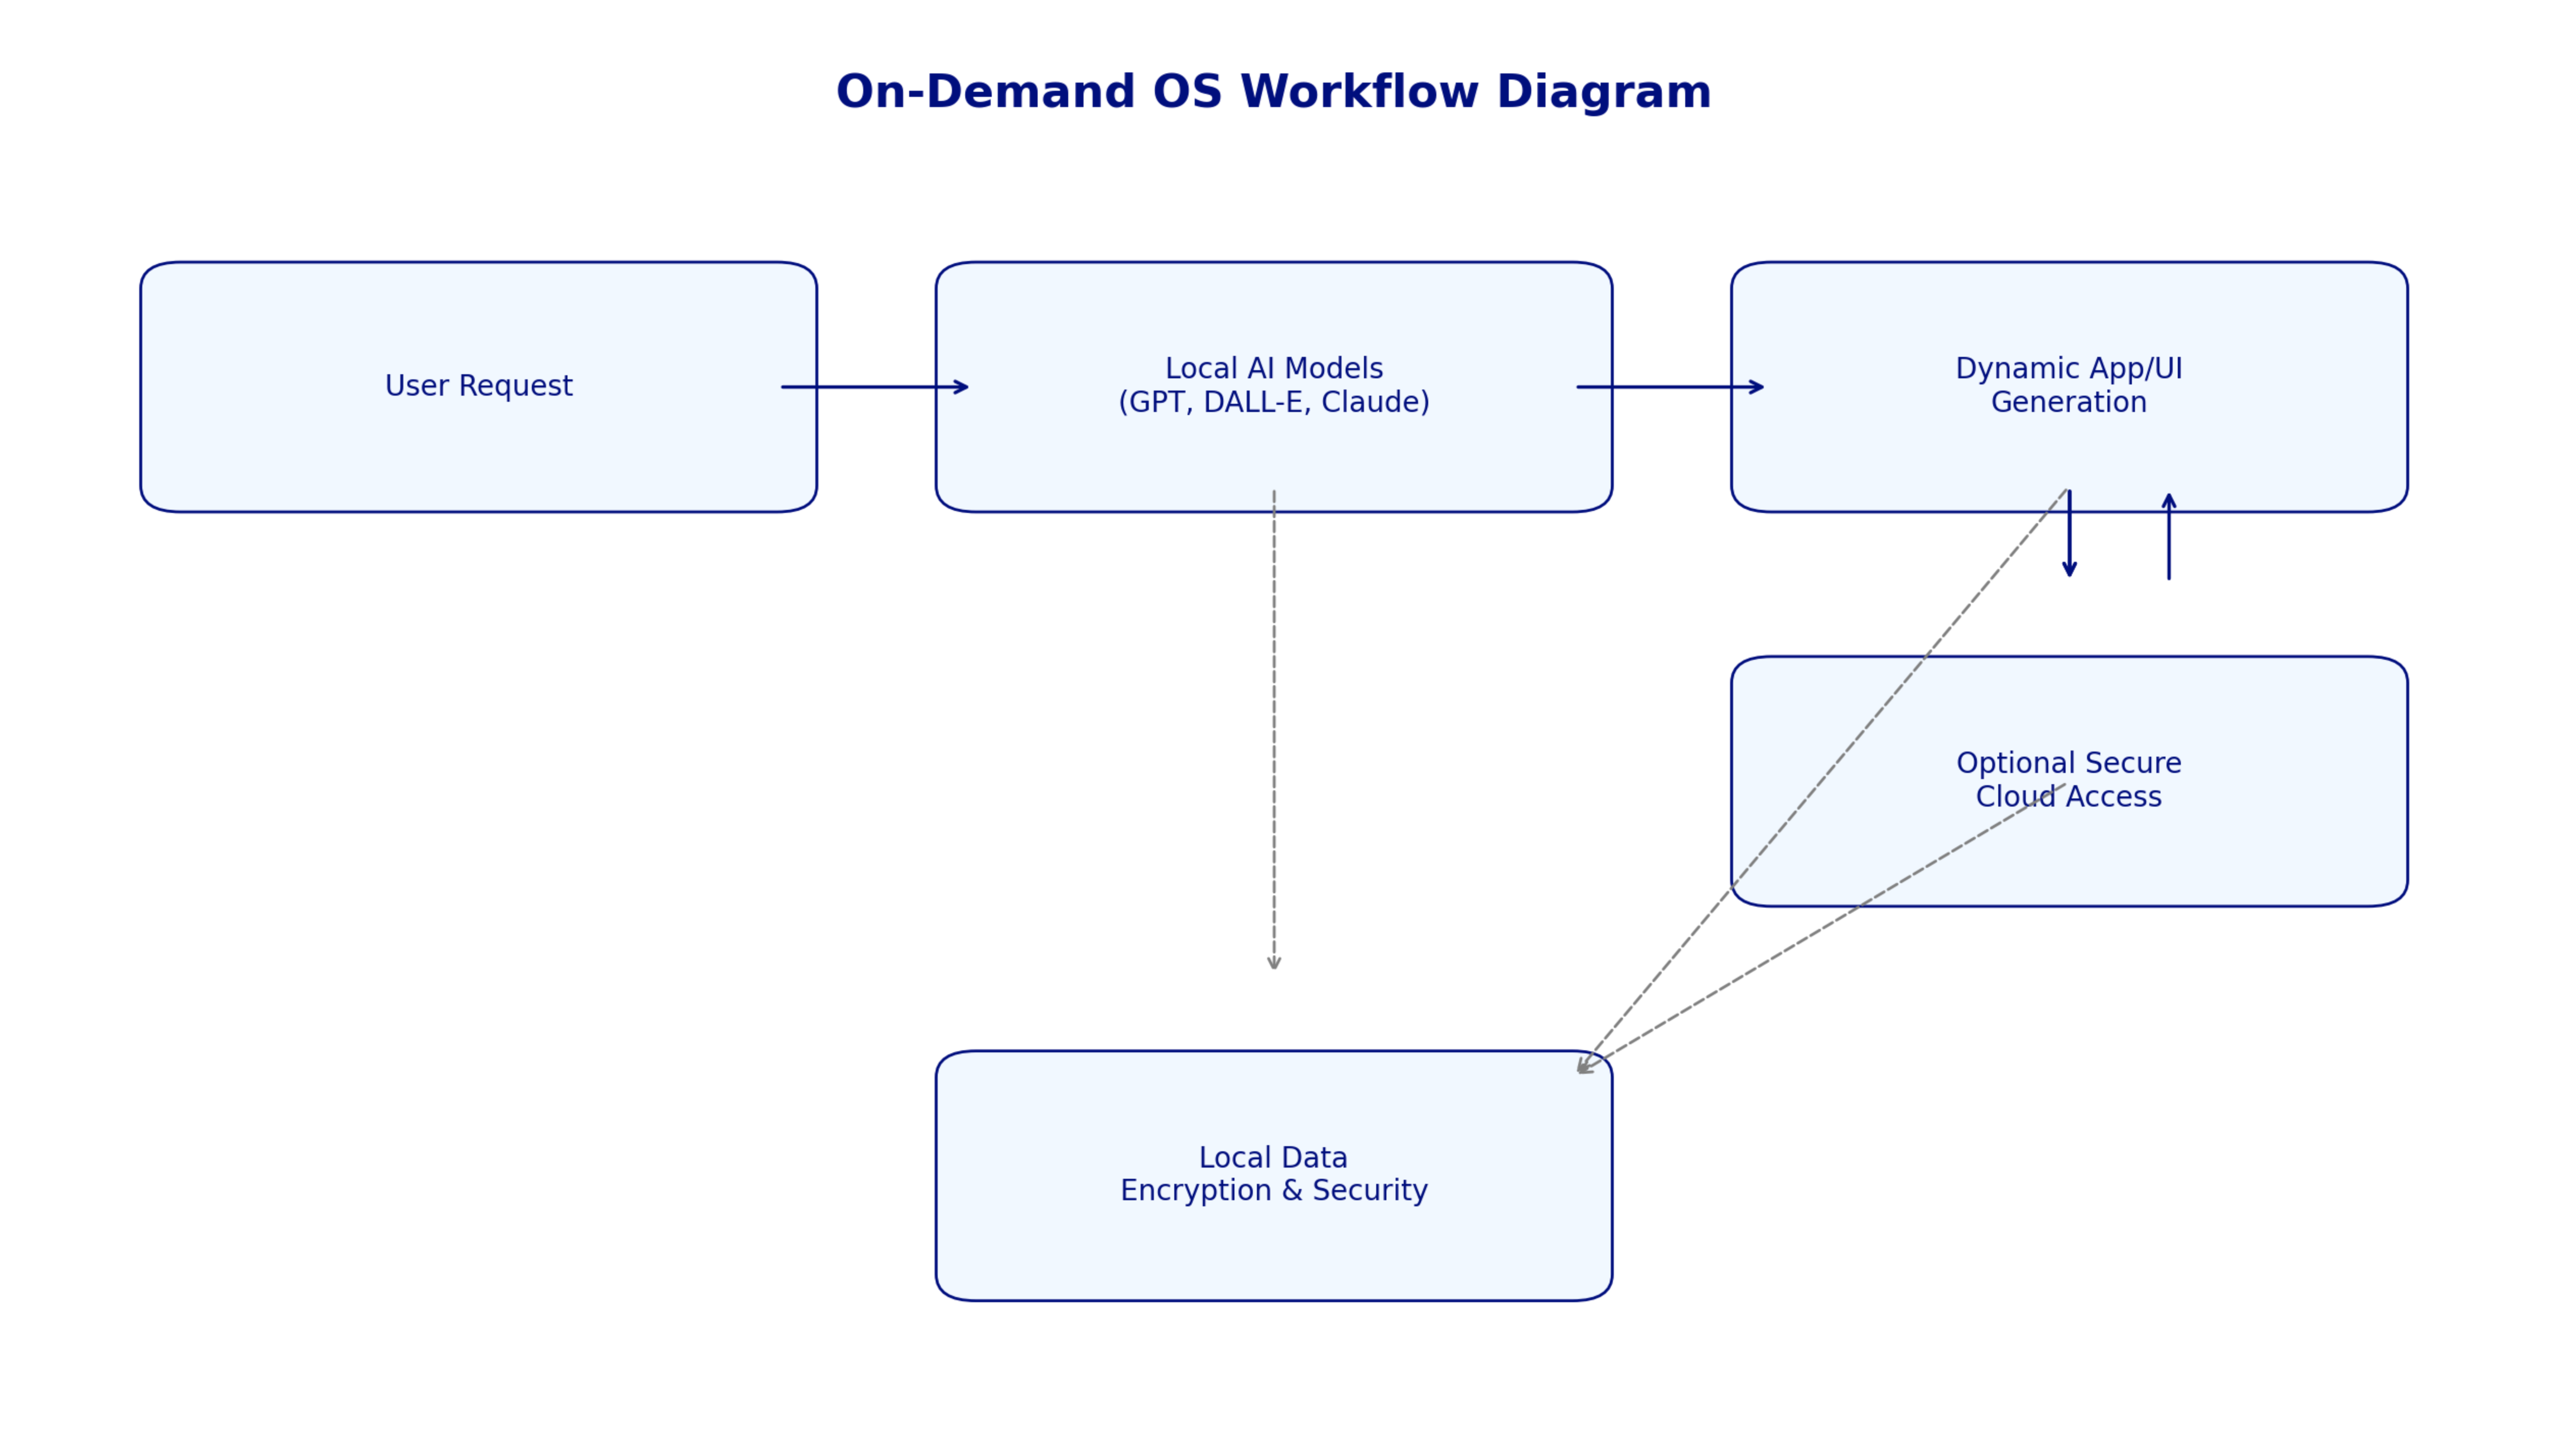 On-Demand OS Workflow Diagram
User Request
Local AI Models
(GPT, DALL-E, Claude)
Dynamic App/UI
Generation
Optional Secure
Cloud Access
Local Data
Encryption & Security